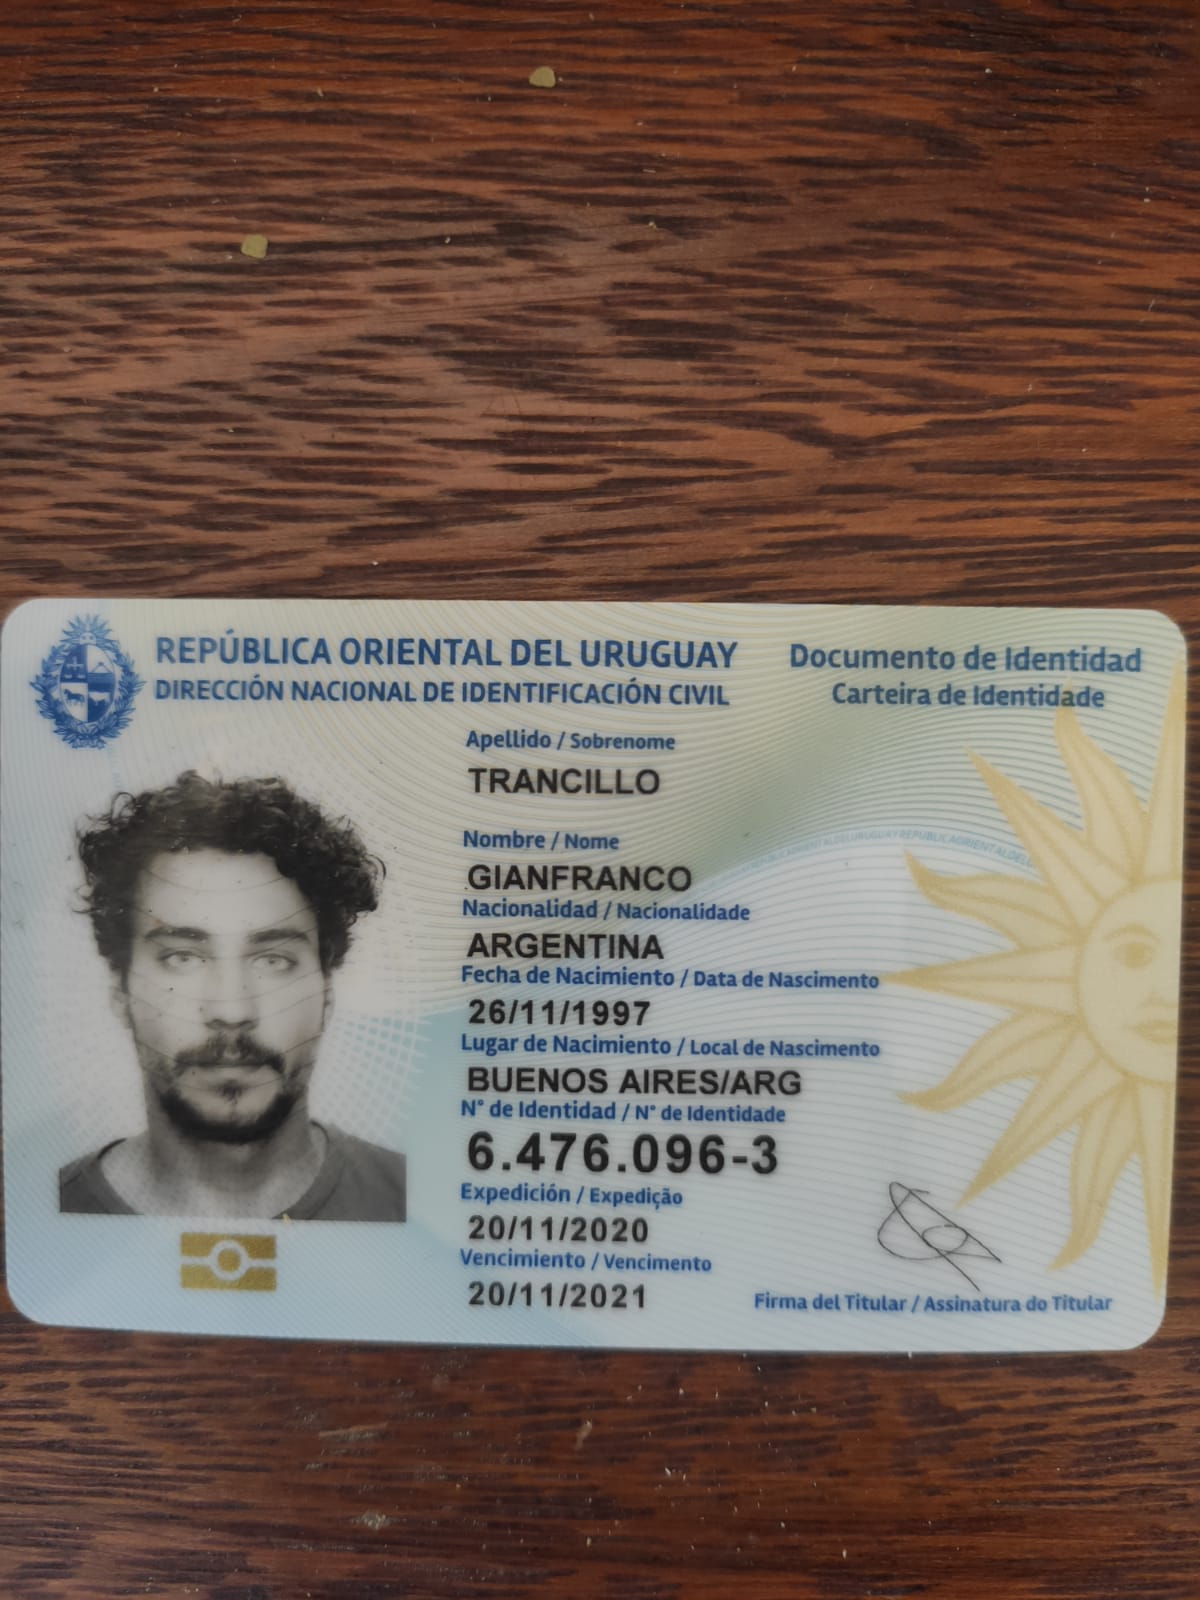 REPÚBLICA ORIENTAL DEL URUGUAY
DIRECCIÓN NACIONAL DE IDENTIFICACIÓN CIVIL
Documento de Identidad
Carteira de Identidade
Apellido / Sobrenome
TRANCILLO
Nombre / Nome
GIANFRANCO
Nacionalidad / Nacionalidade
ARGENTINA
Fecha de Nacimiento / Data de Nascimento
26/11/1997
Lugar de Nacimiento / Local de Nascimento
BUENOS AIRES/ARG
N° de Identidad / N° de Identidade
6.476.096-3
Expedición / Expedição
20/11/2020
Vencimiento / Vencimento
20/11/2021
Firma del Titular / Assinatura do Titular